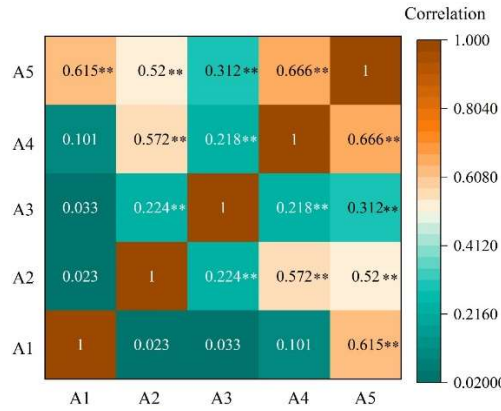 Correlation
A5 0.615** 0.52 ** 0.312** 0.666** 1
A4 0.101 0.572** 0.218** 1 0.666**
A3 0.033 0.224** 1 0.218** 0.312**
A2 0.023 1 0.224** 0.572** 0.52 **
A1 1 0.023 0.033 0.101 0.615**
A1 A2 A3 A4 A5
1.000
0.8040
0.6080
0.4120
0.2160
0.02000